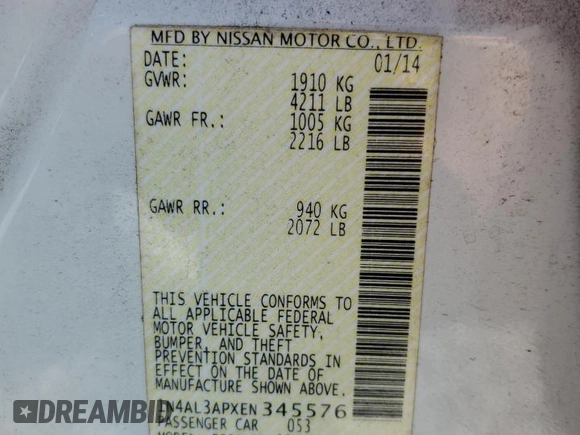 MFD BY NISSAN MOTOR CO., LTD.
DATE: 01/14
GVWR: 1910 KG
4211 LB
GAWR FR.: 1005 KG
2216 LB
GAWR RR.: 940 KG
2072 LB
THIS VEHICLE CONFORMS TO
ALL APPLICABLE FEDERAL
MOTOR VEHICLE SAFETY,
BUMPER, AND THEFT
PREVENTION STANDARDS IN
EFFECT ON THE DATE OF
MANUFACTURE SHOWN ABOVE.
1N4AL3APXEN 345576
PASSENGER CAR 053
DREAMBID